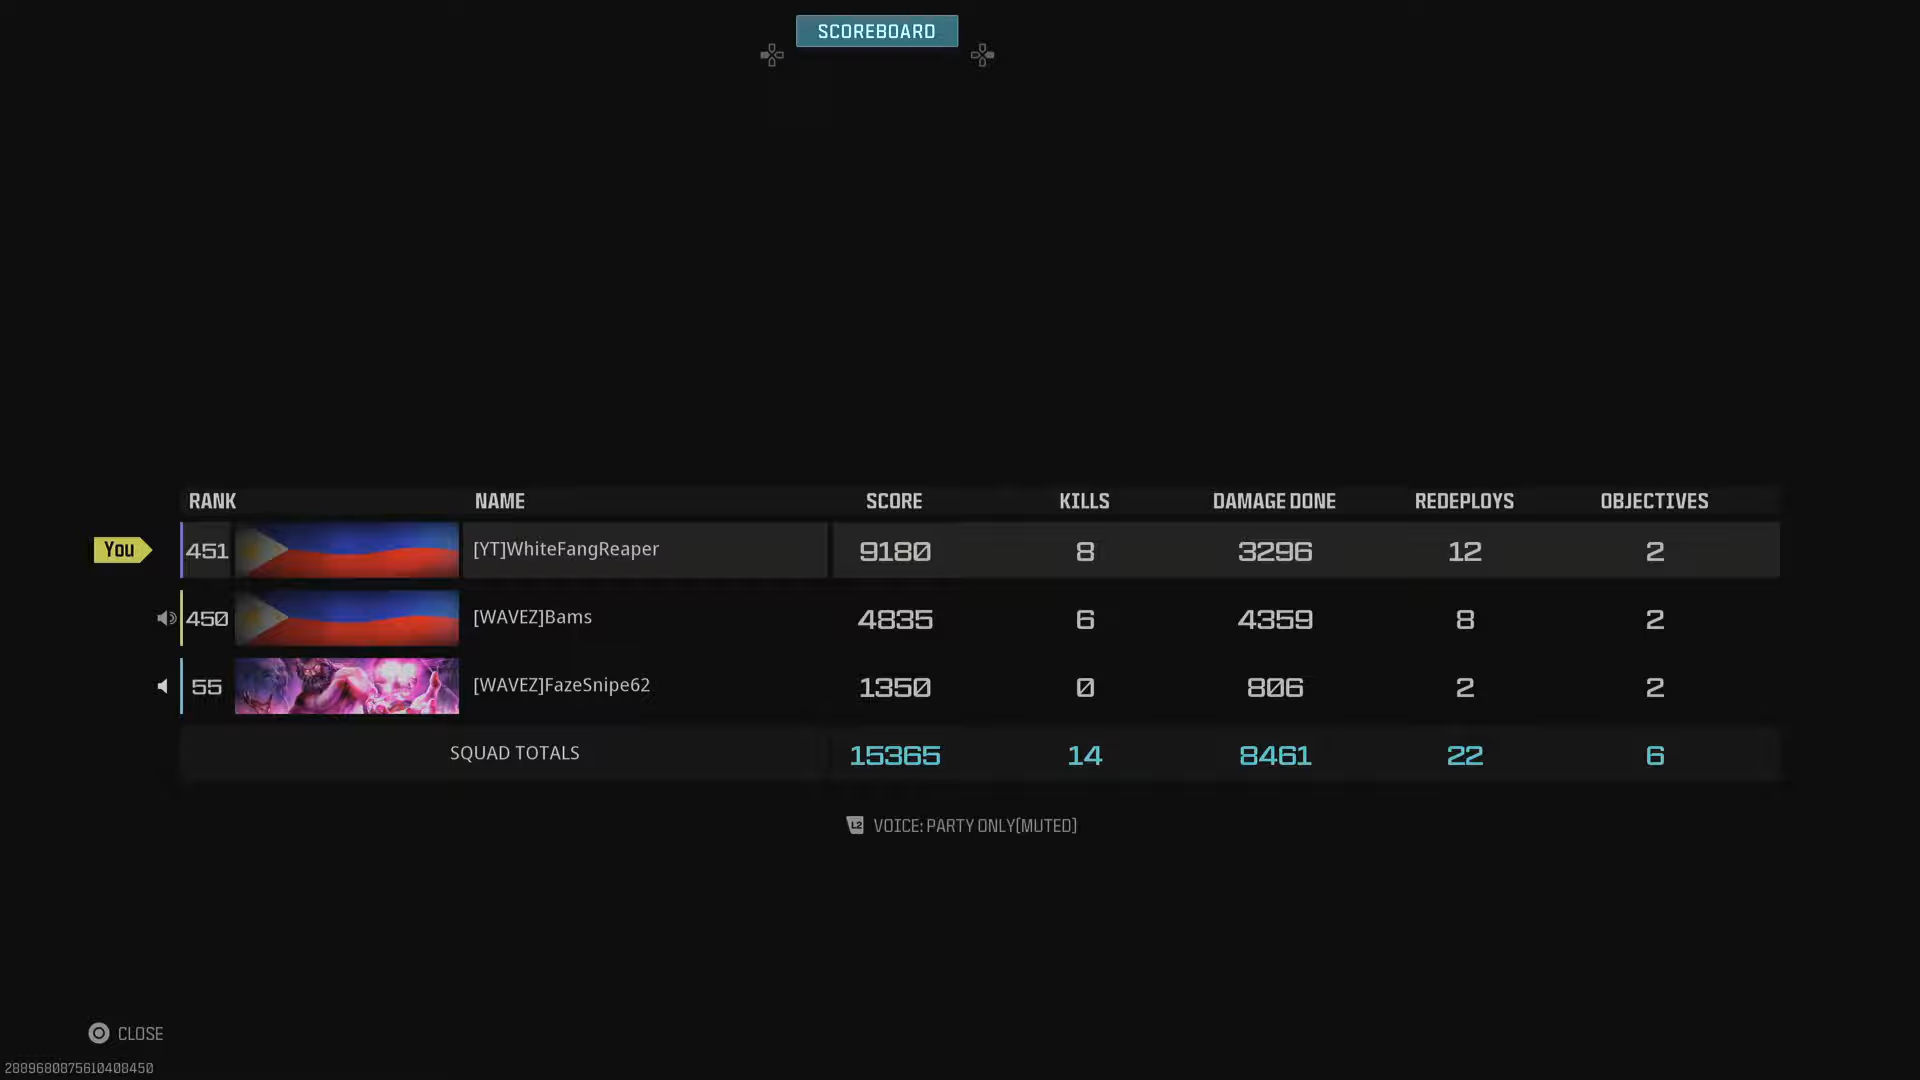 SCOREBOARD
RANK NAME SCORE KILLS DAMAGE DONE REDEPLOYS OBJECTIVES
You 451 [YT]WhiteFangReaper 9180 8 3296 12 2
450 [WAVEZ]Bams 4835 6 4359 8 2
55 [WAVEZ]FazeSnipe62 1350 0 806 2 2
SQUAD TOTALS 15365 14 8461 22 6
L2 VOICE: PARTY ONLY(MUTED)
CLOSE
2889680875610408450